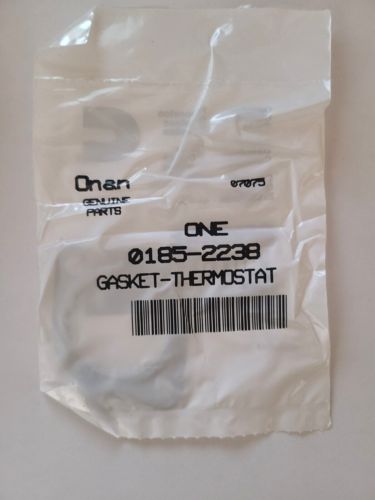 Onan
07075
GENUINE
PARTS
ONE
0185-2238
GASKET-THERMOSTAT